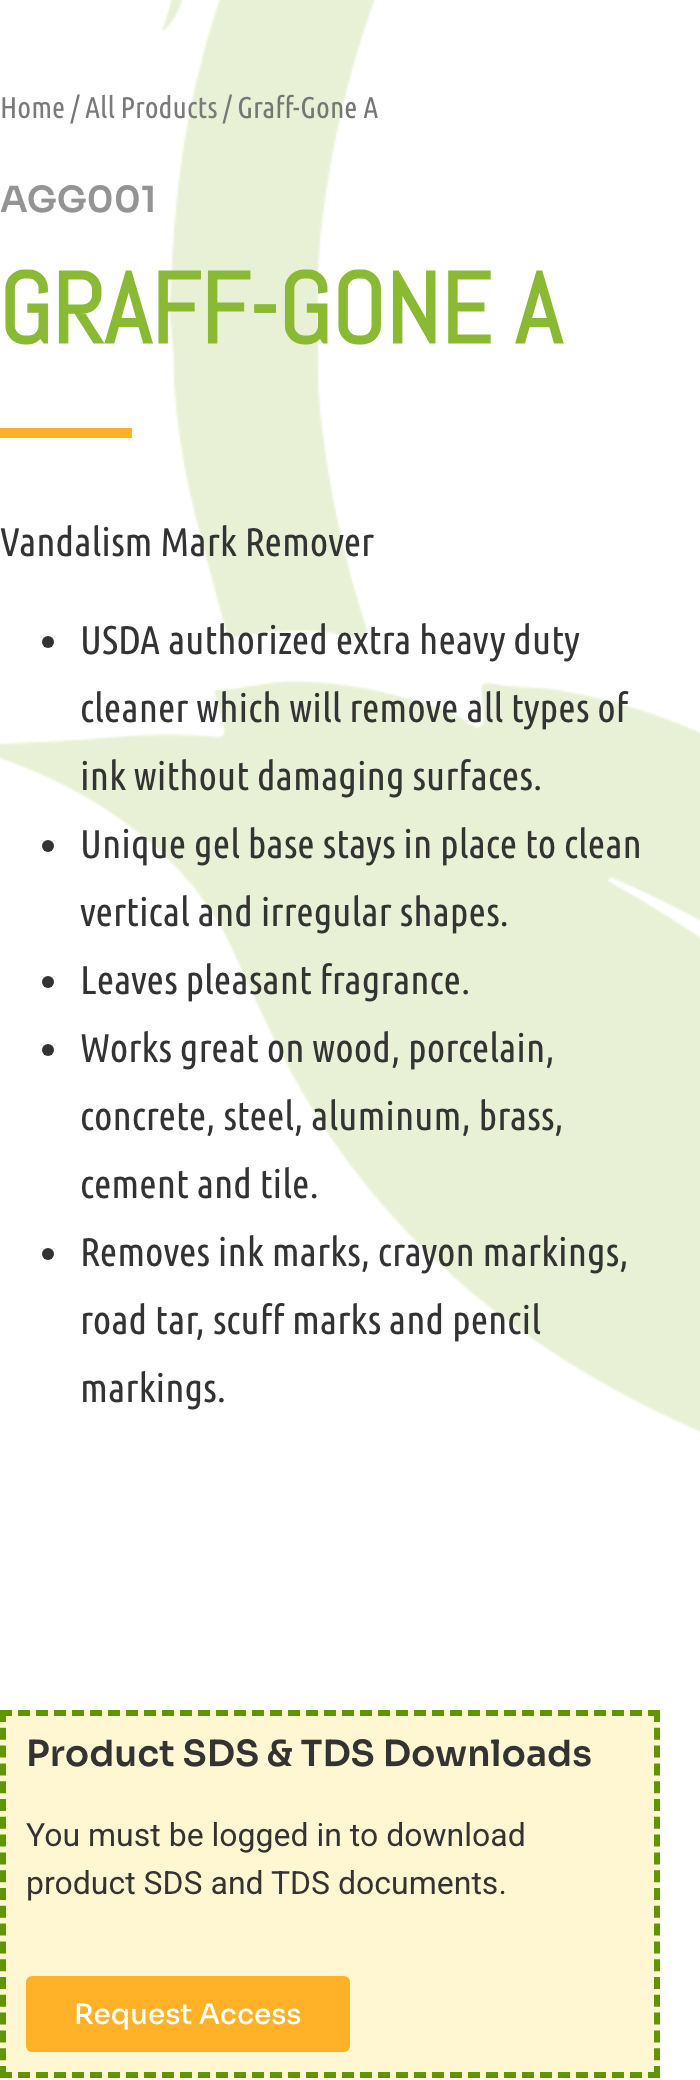 Home / All Products / Graff-Gone A
AGG001
GRAFF-GONE A
Vandalism Mark Remover
• USDA authorized extra heavy duty
cleaner which will remove all types of
ink without damaging surfaces.
• Unique gel base stays in place to clean
vertical and irregular shapes.
• Leaves pleasant fragrance.
• Works great on wood, porcelain,
concrete, steel, aluminum, brass,
cement and tile.
• Removes ink marks, crayon markings,
road tar, scuff marks and pencil
markings.
Product SDS & TDS Downloads
You must be logged in to download
product SDS and TDS documents.
Request Access